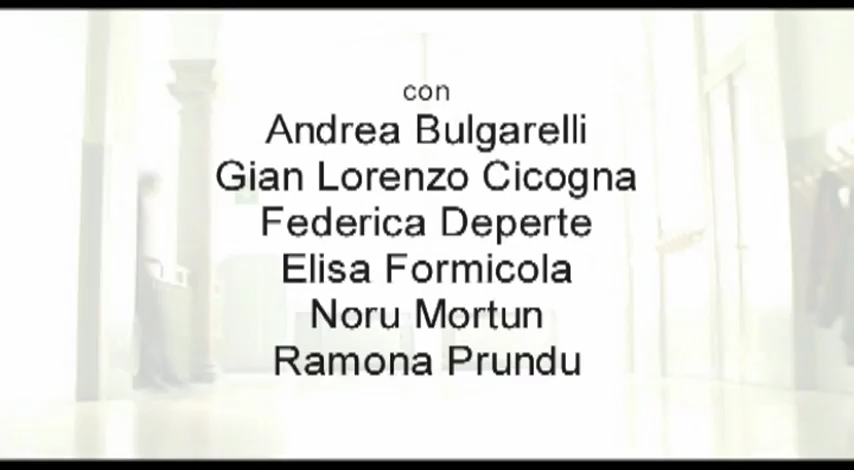 con
Andrea Bulgarelli
Gian Lorenzo Cicogna
Federica Deperte
Elisa Formicola
Noru Mortun
Ramona Prundu